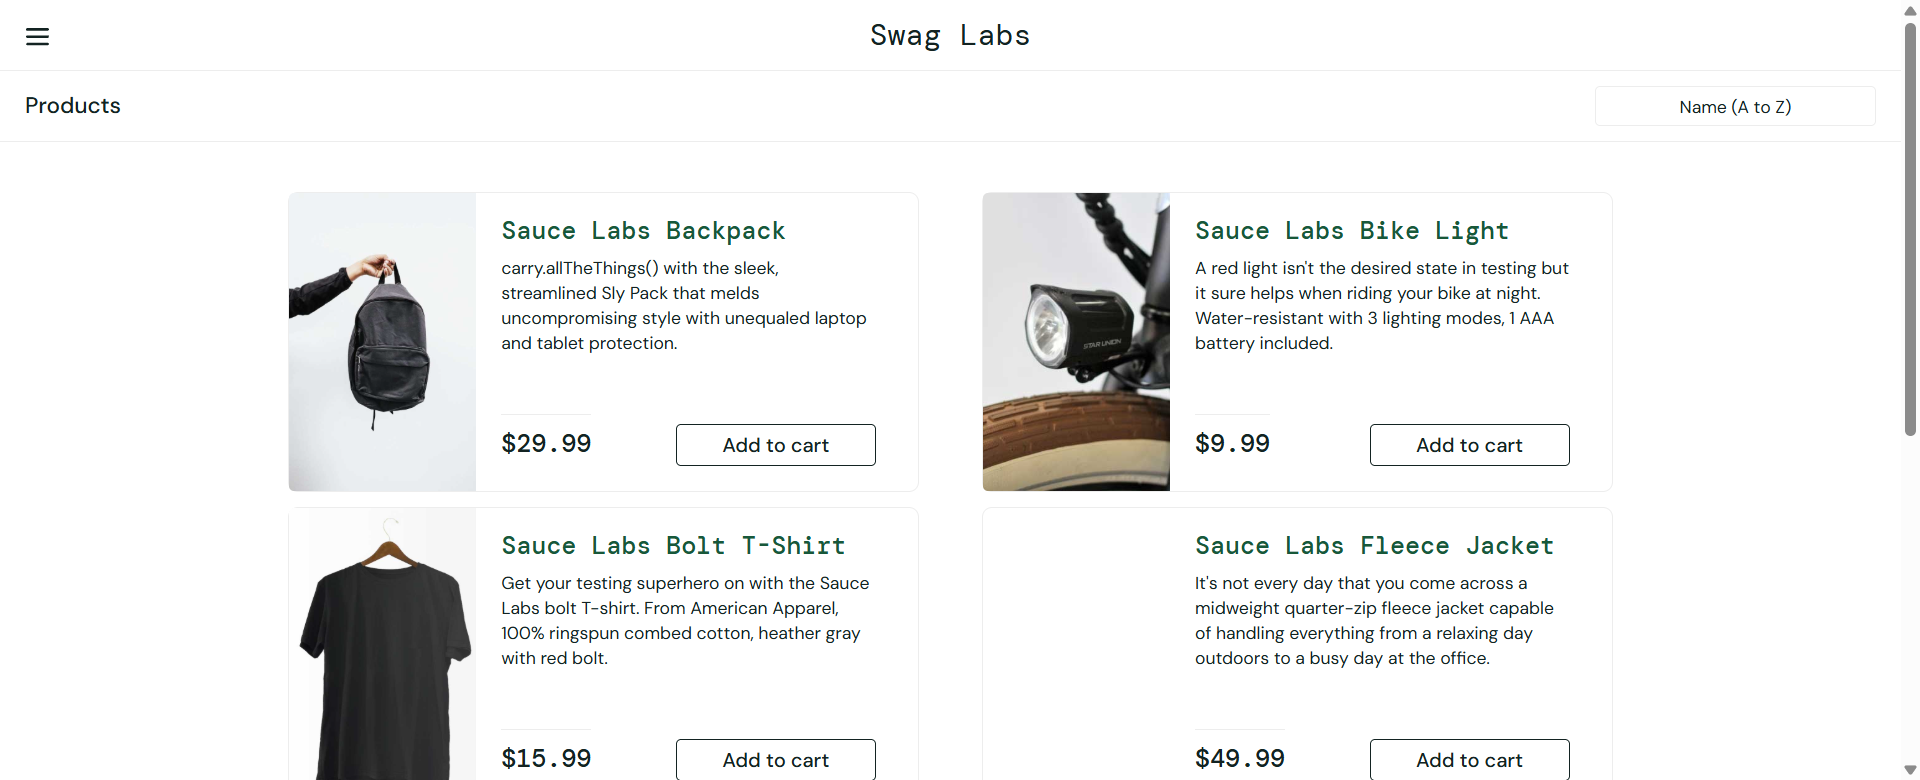 Swag Labs
Products
Name (A to Z)
Sauce Labs Backpack
carry.allTheThings() with the sleek,
streamlined Sly Pack that melds
uncompromising style with unequaled laptop
and tablet protection.
$29.99
Add to cart
Sauce Labs Bike Light
A red light isn't the desired state in testing but
it sure helps when riding your bike at night.
Water-resistant with 3 lighting modes, 1 AAA
battery included.
STAR UNION
$9.99
Add to cart
Sauce Labs Bolt T-Shirt
Get your testing superhero on with the Sauce
Labs bolt T-shirt. From American Apparel,
100% ringspun combed cotton, heather gray
with red bolt.
$15.99
Add to cart
Sauce Labs Fleece Jacket
It's not every day that you come across a
midweight quarter-zip fleece jacket capable
of handling everything from a relaxing day
outdoors to a busy day at the office.
$49.99
Add to cart